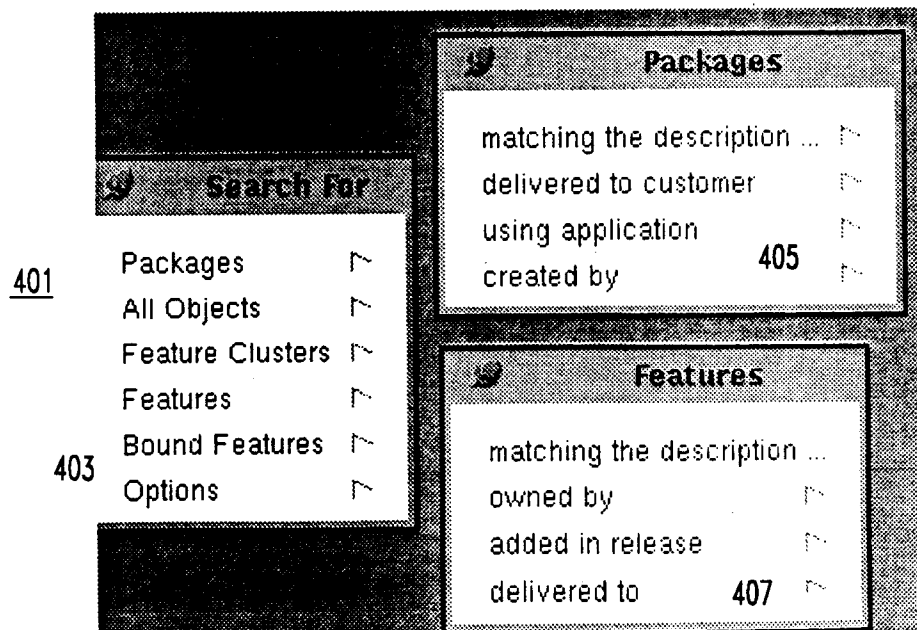 Packages
matching the description ...
delivered to customer
using application
created by
405
Search For
Packages
All Objects
Feature Clusters
Features
Bound Features
Options
401
403
Features
matching the description ...
owned by
added in release
delivered to
407